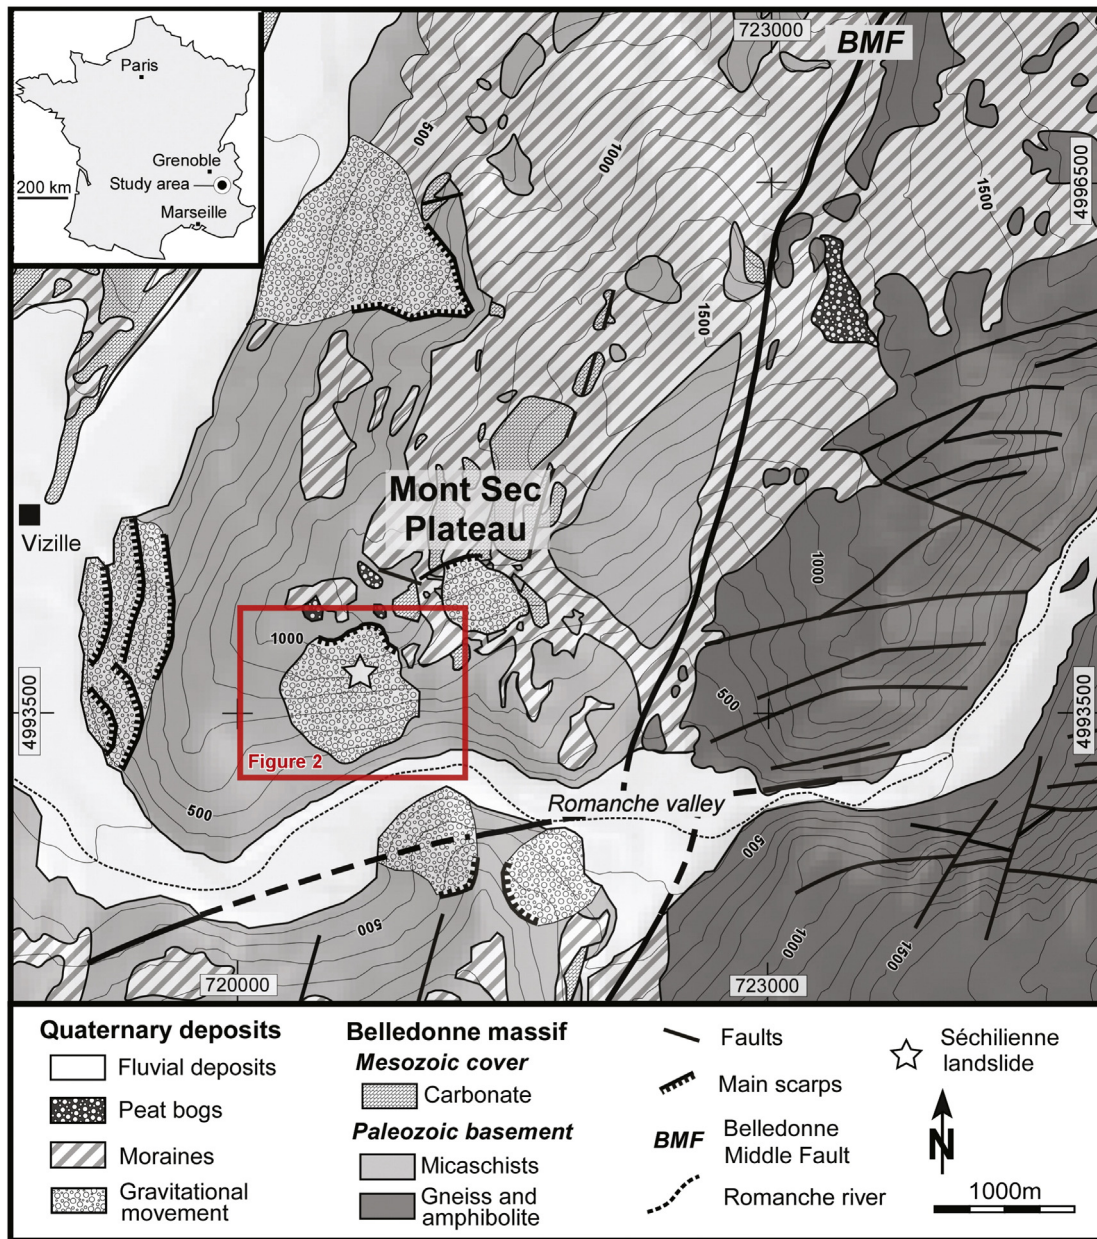 Paris
Grenoble
Study area
200 km
Marseille
723000
BMF
500
1000
1500
4996500
1500
Mont Sec
Plateau
Vizille
1000
1000
500
4993500
4993500
Figure 2
500
Romanche valley
500
500
1000
1500
720000
723000
Quaternary deposits
Fluvial deposits
Peat bogs
Moraines
Gravitational
movement
Belledonne massif
Mesozoic cover
Carbonate
Paleozoic basement
Micaschists
Gneiss and
amphibolite
Faults
Main scarps
BMF Belledonne
Middle Fault
Romanche river
Séchilienne
landslide
N
1000m